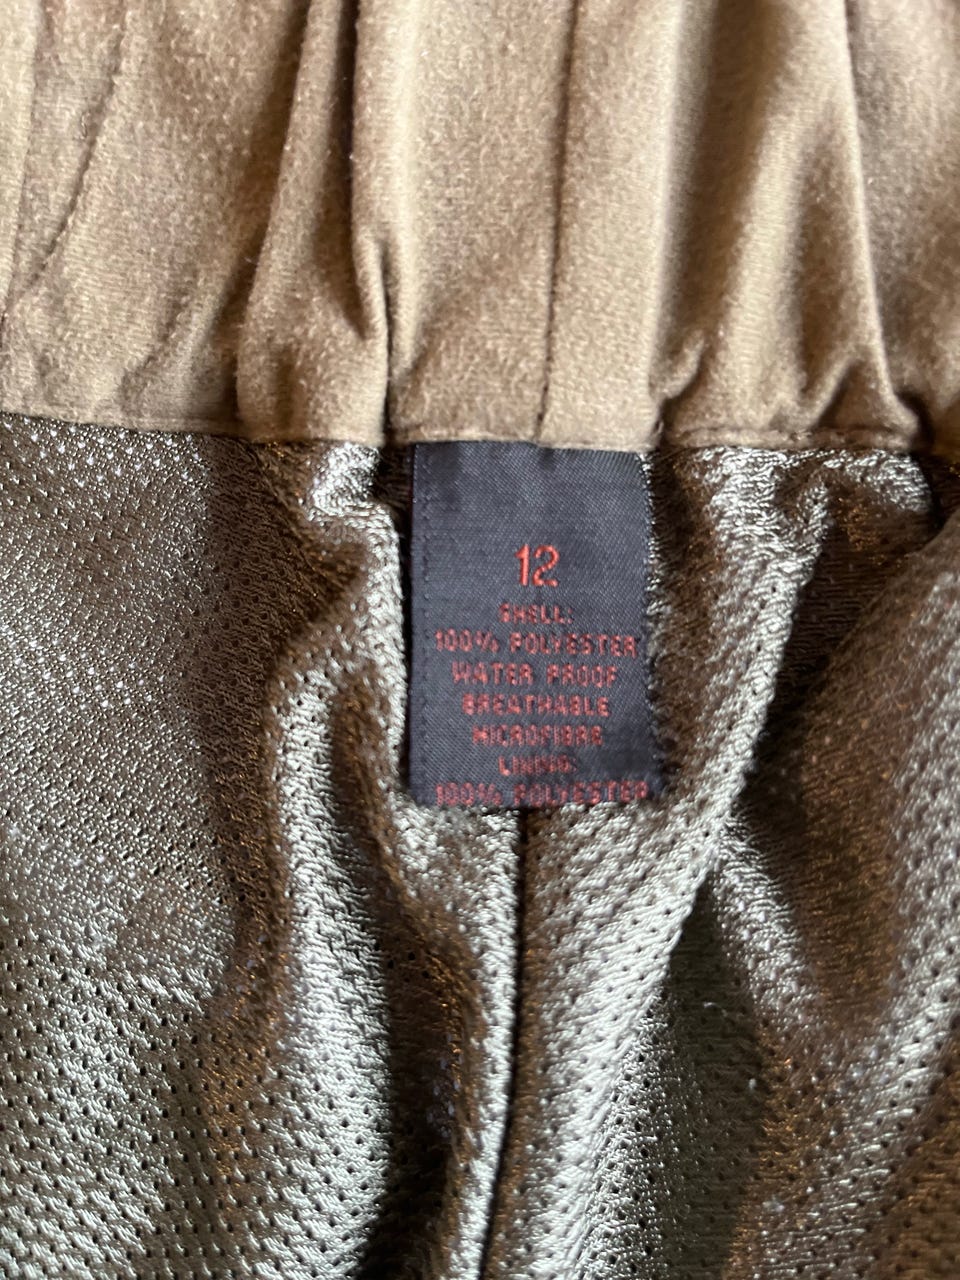 12
SHELL:
100% POLYESTER
WATER PROOF
BREATHABLE
MICROFIBRE
LINING:
100% POLYESTER